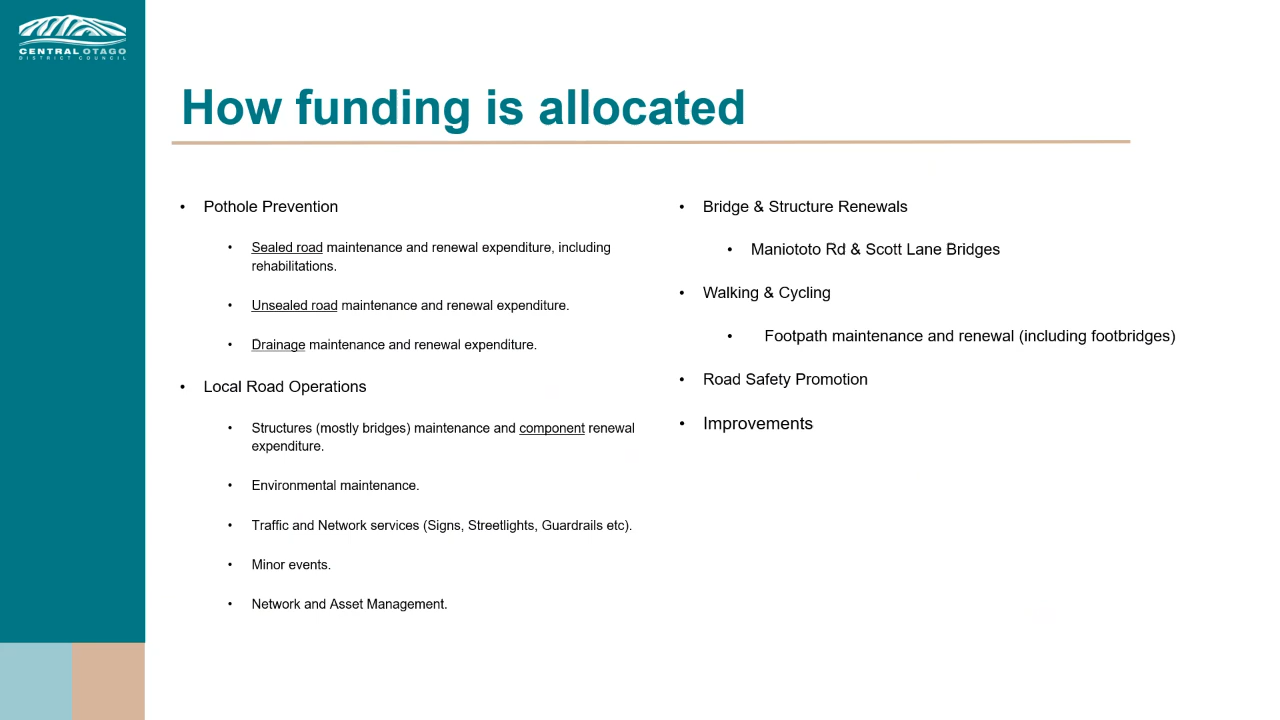 CENTRAL OTAGO
DISTRICT COUNCIL
How funding is allocated
• Pothole Prevention
• Sealed road maintenance and renewal expenditure, including
rehabilitations.
• Unsealed road maintenance and renewal expenditure.
• Drainage maintenance and renewal expenditure.
• Local Road Operations
• Structures (mostly bridges) maintenance and component renewal
expenditure.
• Environmental maintenance.
• Traffic and Network services (Signs, Streetlights, Guardrails etc).
• Minor events.
• Network and Asset Management.
• Bridge & Structure Renewals
• Maniototo Rd & Scott Lane Bridges
• Walking & Cycling
• Footpath maintenance and renewal (including footbridges)
• Road Safety Promotion
• Improvements